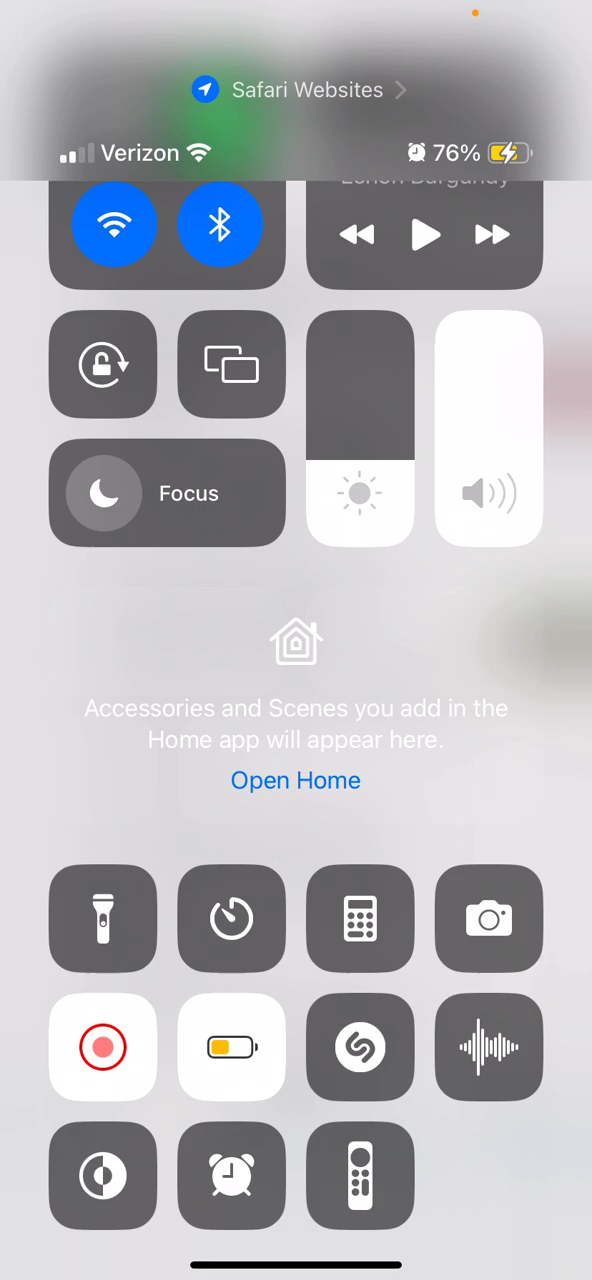 Safari Websites
Verizon
76%
Focus
Accessories and Scenes you add in the
Home app will appear here.
Open Home